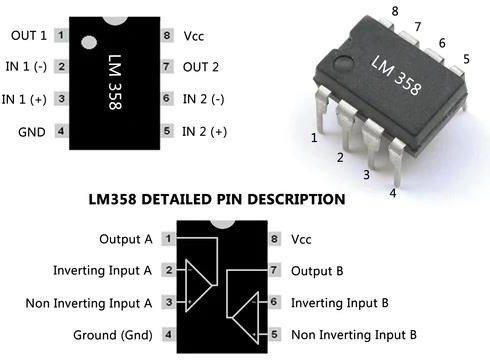 OUT 1 1 8 Vcc
IN 1 (-) 2 7 OUT 2
IN 1 (+) 3 6 IN 2 (-)
GND 4 5 IN 2 (+)
LM 358
8
7
6
5
LM 358
1
2
3
4
LM358 DETAILED PIN DESCRIPTION
Output A 1 8 Vcc
Inverting Input A 2 - 7 Output B
Non Inverting Input A 3 + - 6 Inverting Input B
Ground (Gnd) 4 + 5 Non Inverting Input B